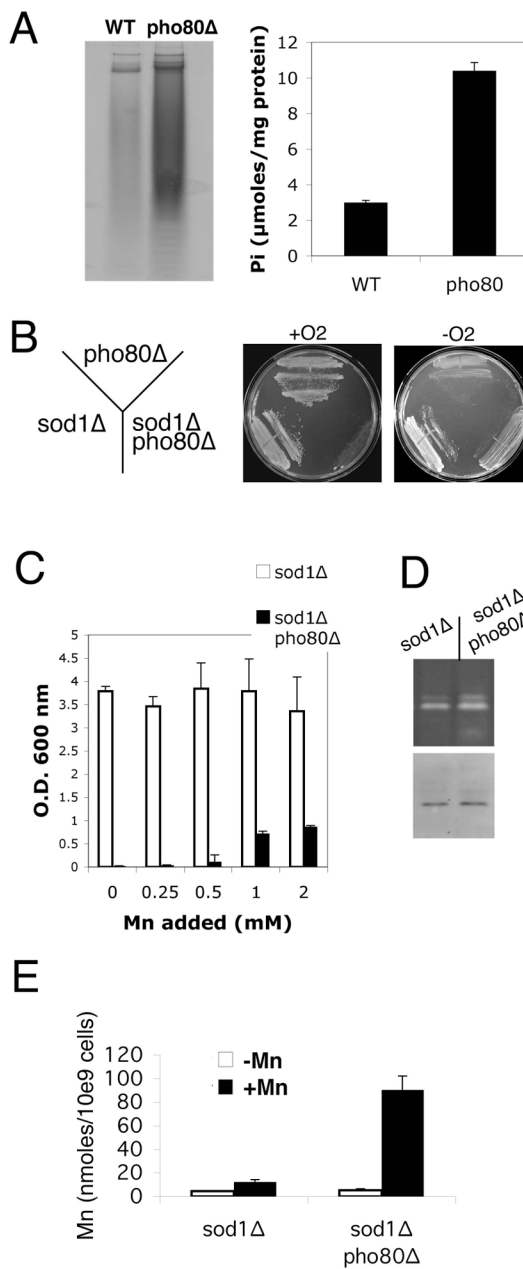 A
WT pho80Δ
Pi (µmoles/mg protein)
12
10
8
6
4
2
0
WT pho80
B
pho80Δ
sod1Δ
sod1Δ
pho80Δ
+O2
-O2
C
sod1Δ
sod1Δ
pho80Δ
O.D. 600 nm
5
4.5
4
3.5
3
2.5
2
1.5
1
0.5
0
0 0.25 0.5 1 2
Mn added (mM)
D
sod1Δ
sod1Δ
pho80Δ
E
Mn (nmoles/10e9 cells)
120
100
80
60
40
20
0
-Mn
+Mn
sod1Δ
sod1Δ
pho80Δ